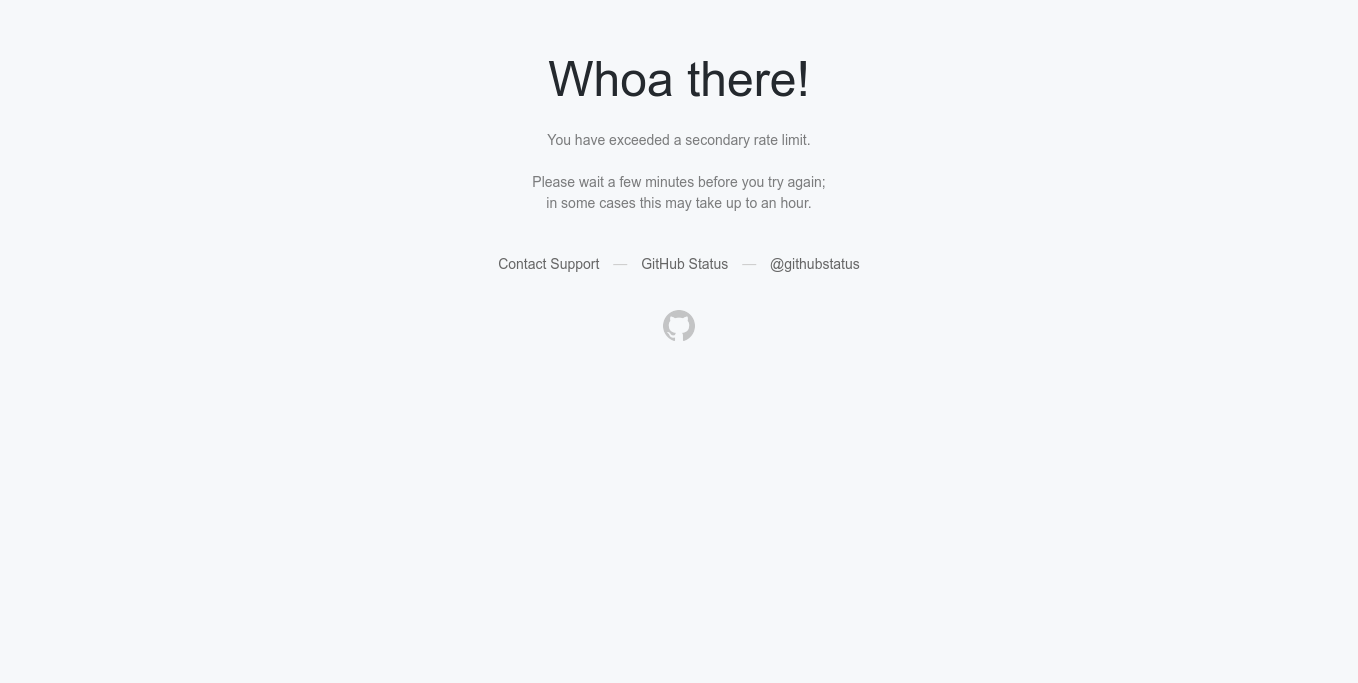 Whoa there!
You have exceeded a secondary rate limit.
Please wait a few minutes before you try again;
in some cases this may take up to an hour.
Contact Support — GitHub Status — @githubstatus